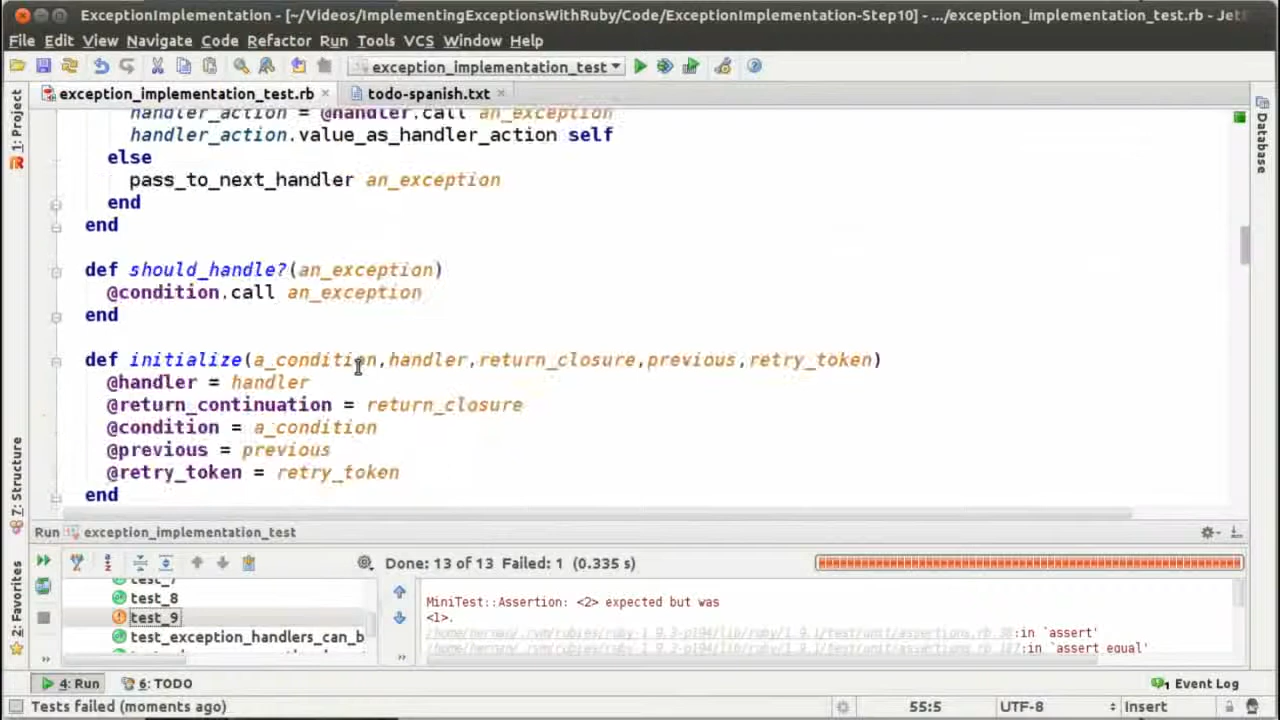 ExceptionImplementation - [~/Videos/ImplementingExceptionsWithRuby/Code/ExceptionImplementation-Step10] - .../exception_implementation_test.rb - Jet
File Edit View Navigate Code Refactor Run Tools VCS Window Help
exception_implementation_test
exception_implementation_test.rb todo-spanish.txt
1: Project
Database
handler_action = @handler.call an_exception
handler_action.value_as_handler_action self
else
pass_to_next_handler an_exception
end
end
def should_handle?(an_exception)
@condition.call an_exception
end
def initialize(a_condition,handler,return_closure,previous,retry_token)
@handler = handler
@return_continuation = return_closure
@condition = a_condition
@previous = previous
@retry_token = retry_token
end
7: Structure
2: Favorites
Run exception_implementation_test
Done: 13 of 13 Failed: 1 (0.335 s)
test_7
test_8
test_9
test_exception_handlers_can_b
MiniTest::Assertion: <2> expected but was
<1>.
:in `assert'
:in `assert_equal'
4: Run 6: TODO Event Log
Tests failed (moments ago) 55:5 UTF-8 Insert